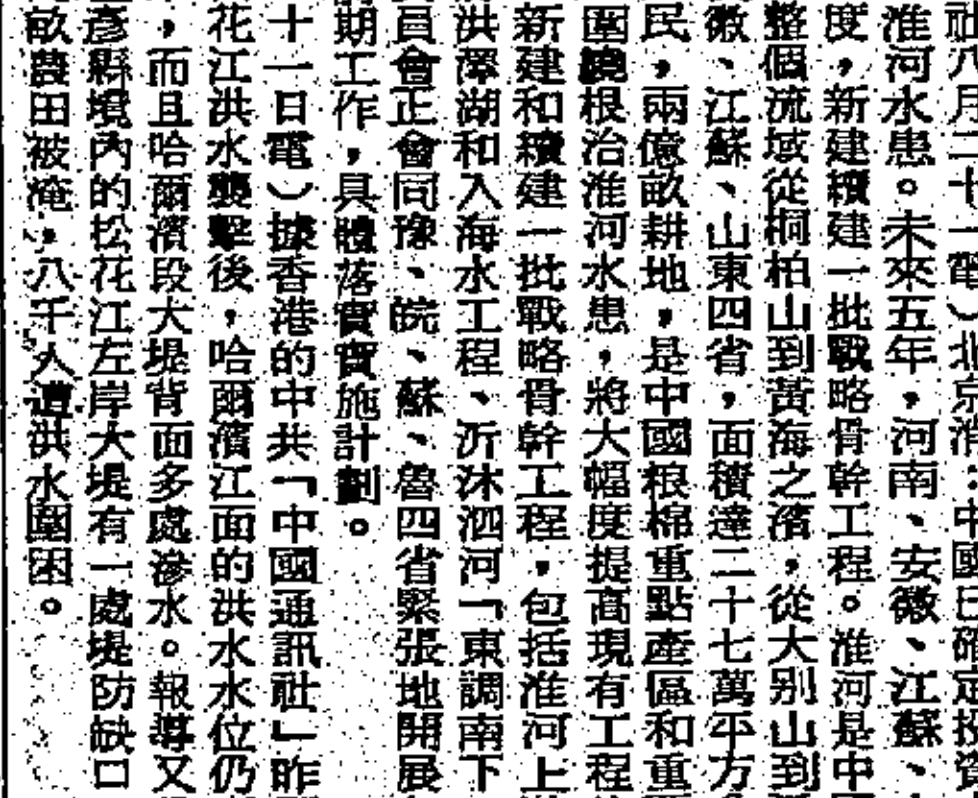 社八月二十一電）北京消：中國已確定投資
淮河水患。未來五年，河南、安徽、江蘇、
度，新建續建一批戰略骨幹工程。淮河是中
整個流域從桐柏山到黃海之濱，從大别山到
徽、江蘇、山東四省，面積達二十七萬平方
民，兩億畝耕地，是中國粮棉重點產區和重
圍繞根治淮河水患，將大幅度提高現有工程
新建和續建一批戰略骨幹工程，包括淮河上
洪澤湖和入海水工程、沂沭泗河「東調南下
員會正會同豫、皖、蘇、魯四省緊張地開展
期工作，具體落實實施計劃。
十一日電）據香港的中共「中國通訊社」昨
花江洪水襲擊後，哈爾濱江面的洪水水位仍
，而且哈爾濱段大堤背面多處滲水。報導又
彥縣境內的松花江左岸大堤有一處堤防缺口
畝農田被淹，八千人遭洪水圍困。